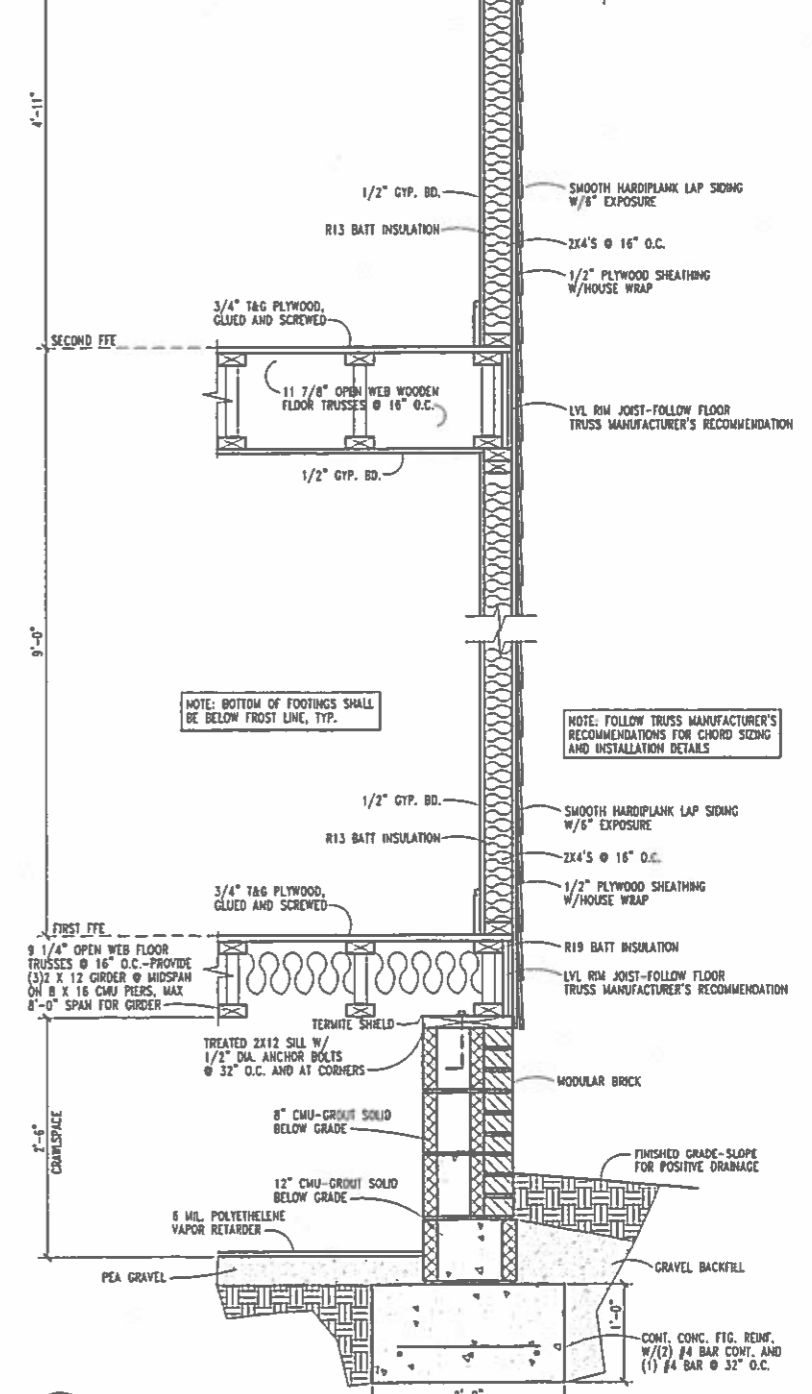 4'-11"
1/2" GYP. BD.
R13 BATT INSULATION
SMOOTH HARDIPLANK LAP SIDING
W/6" EXPOSURE
2X4'S @ 16" O.C.
1/2" PLYWOOD SHEATHING
W/HOUSE WRAP
3/4" T&G PLYWOOD,
GLUED AND SCREWED
SECOND FFE
11 7/8" OPEN WEB WOODEN
FLOOR TRUSSES @ 16" O.C.
LVL RIM JOIST-FOLLOW FLOOR
TRUSS MANUFACTURER'S RECOMMENDATION
1/2" GYP. BD.
9'-0"
NOTE: BOTTOM OF FOOTINGS SHALL
BE BELOW FROST LINE, TYP.
NOTE: FOLLOW TRUSS MANUFACTURER'S
RECOMMENDATIONS FOR CHORD SIZING
AND INSTALLATION DETAILS
1/2" GYP. BD.
R13 BATT INSULATION
SMOOTH HARDIPLANK LAP SIDING
W/6" EXPOSURE
2X4'S @ 16" O.C.
1/2" PLYWOOD SHEATHING
W/HOUSE WRAP
3/4" T&G PLYWOOD,
GLUED AND SCREWED
FIRST FFE
9 1/4" OPEN WEB FLOOR
TRUSSES @ 16" O.C.-PROVIDE
(3)2 X 12 GIRDER @ MIDSPAN
ON 8 X 16 CMU PIERS, MAX
8'-0" SPAN FOR GIRDER
R19 BATT INSULATION
LVL RIM JOIST-FOLLOW FLOOR
TRUSS MANUFACTURER'S RECOMMENDATION
TERMITE SHIELD
TREATED 2X12 SILL W/
1/2" DIA. ANCHOR BOLTS
@ 32" O.C. AND AT CORNERS
MODULAR BRICK
2'-6"
CRAWLSPACE
8" CMU-GROUT SOLID
BELOW GRADE
FINISHED GRADE-SLOPE
FOR POSITIVE DRAINAGE
12" CMU-GROUT SOLID
BELOW GRADE
6 MIL. POLYETHELENE
VAPOR RETARDER
PEA GRAVEL
GRAVEL BACKFILL
1'-0"
CONT. CONC. FTG. REINF.
W/(2) #4 BAR CONT. AND
(1) #4 BAR @ 32" O.C.